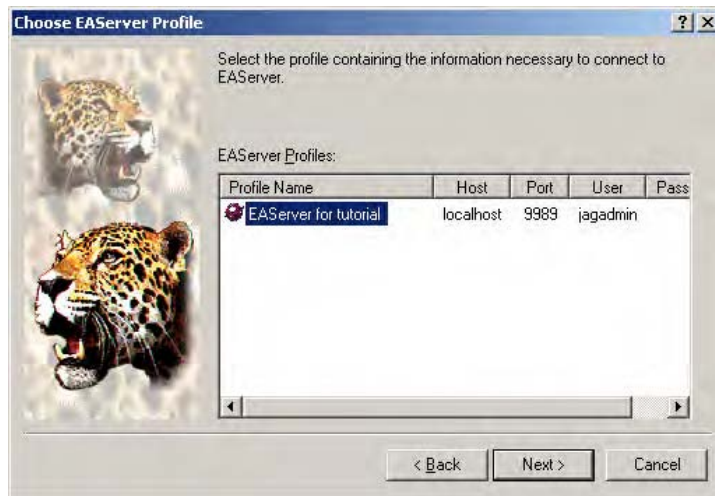 Choose EAServer Profile
Select the profile containing the information necessary to connect to
EAServer.
EAServer Profiles:
Profile Name Host Port User Pass
EAServer for tutorial localhost 9989 jagadmin
< Back Next > Cancel